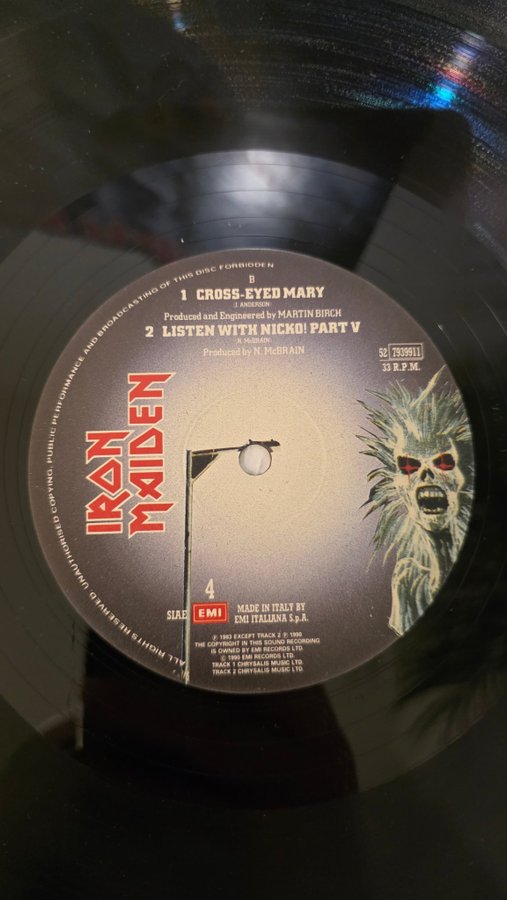 ALL RIGHTS RESERVED. UNAUTHORISED COPYING, PUBLIC PERFORMANCE AND BROADCASTING OF THIS DISC FORBIDDEN
B
1 CROSS-EYED MARY
(J. ANDERSON)
Produced and Engineered by MARTIN BIRCH
2 LISTEN WITH NICKO! PART V
(N. McBRAIN)
Produced by N. McBRAIN
52 7939911
33 R.P.M.
IRON
MAIDEN
4
SIAE EMI MADE IN ITALY BY
EMI ITALIANA S.p.A.
℗ 1983 EXCEPT TRACK 2 ℗ 1990
THE COPYRIGHT IN THIS SOUND RECORDING
IS OWNED BY EMI RECORDS LTD.
© 1990 EMI RECORDS LTD.
TRACK 1 CHRYSALIS MUSIC LTD.
TRACK 2 CHRYSALIS MUSIC LTD.